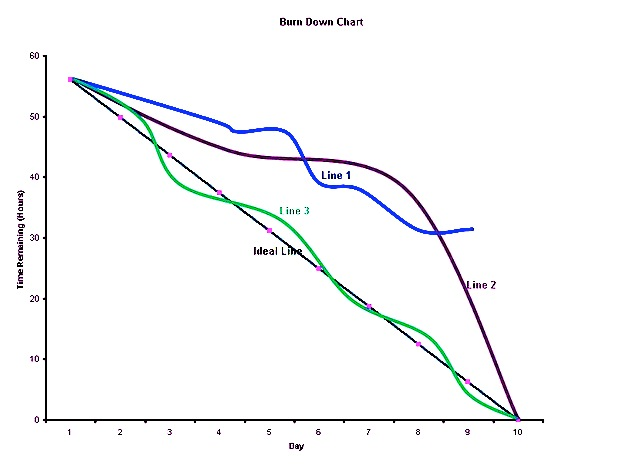 Burn Down Chart
60
50
40
30
20
10
0
Time Remaining (Hours)
Line 1
Line 3
Ideal Line
Line 2
1 2 3 4 5 6 7 8 9 10
Day